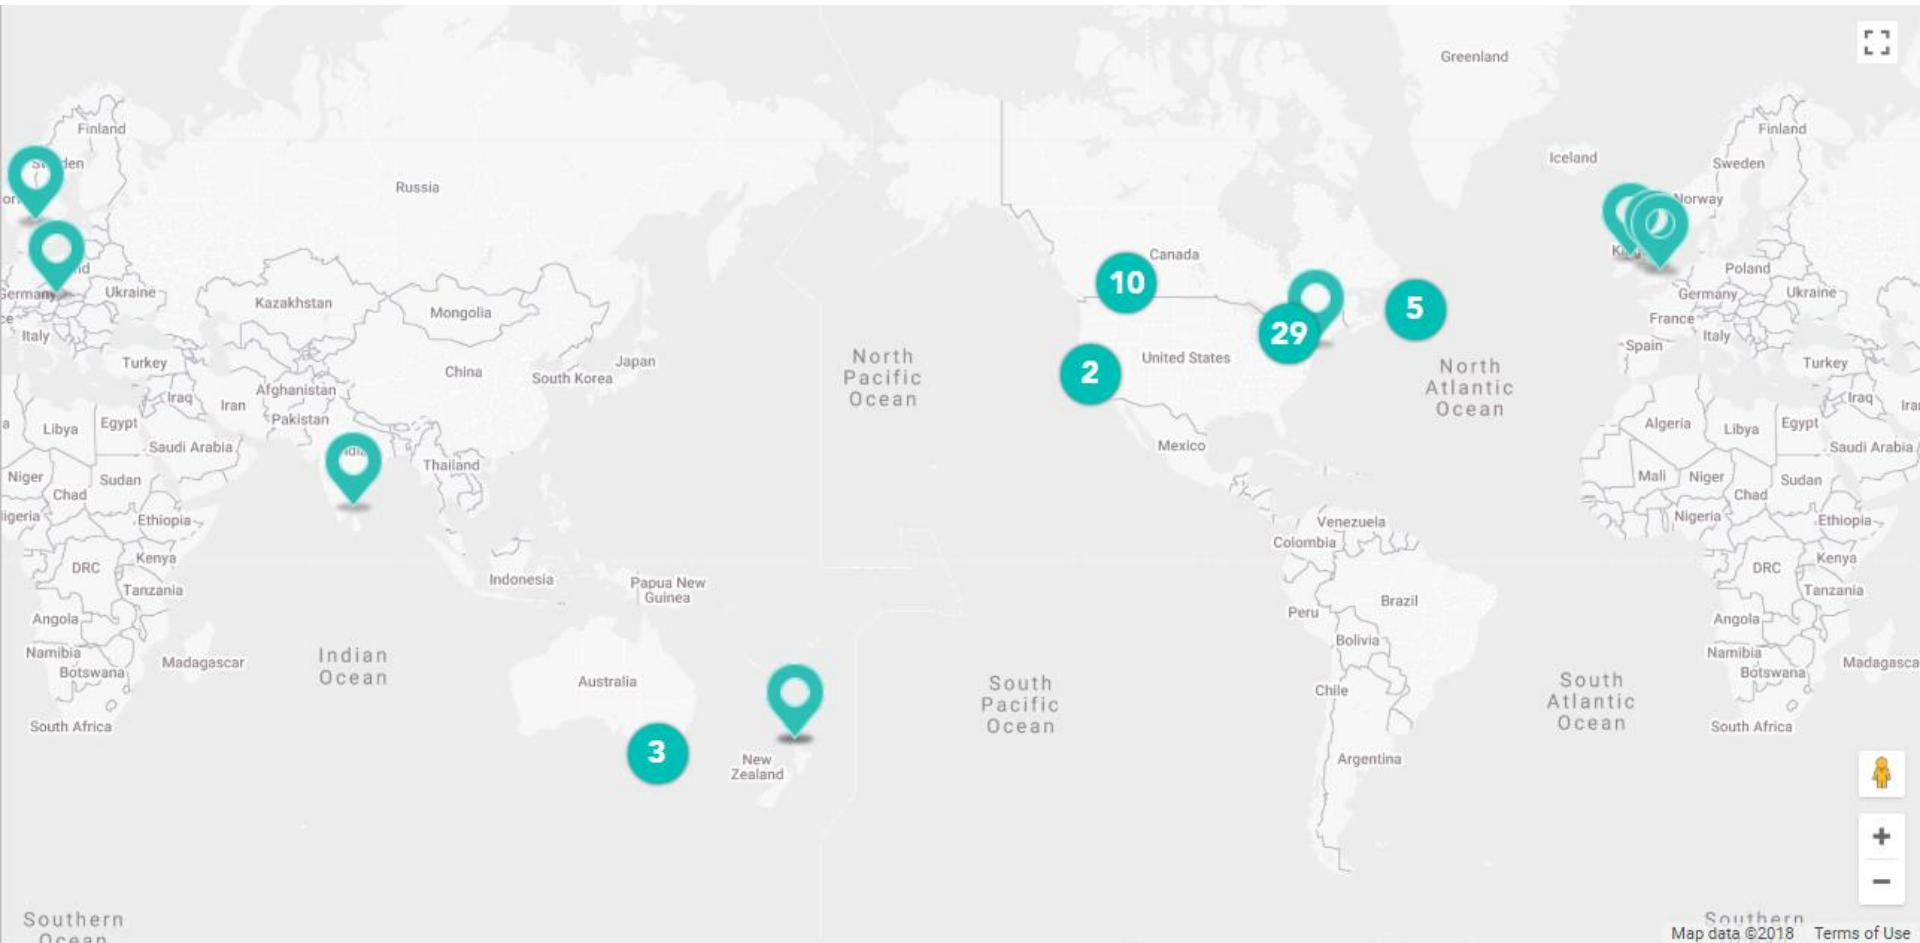 Greenland
Finland
Finland
Iceland
Sweden
Russia
Norway
Canada
10
Poland
Germany
Ukraine
Germany
Ukraine
Kazakhstan
Mongolia
5
France
29
Italy
Italy
Spain
Turkey
Japan
North
Pacific
Ocean
United States
North
Atlantic
Ocean
Turkey
China
South Korea
2
Afghanistan
Iraq
Iran
Pakistan
Iraq
Libya
Egypt
Algeria
Libya
Egypt
Saudi Arabia
Mexico
Saudi Arabia
Thailand
Niger
Sudan
Mali
Niger
Sudan
Chad
Chad
Ethiopia
Venezuela
Nigeria
Ethiopia
Colombia
Kenya
Kenya
DRC
DRC
Indonesia
Papua New
Guinea
Tanzania
Tanzania
Brazil
Peru
Angola
Angola
Bolivia
Namibia
Madagascar
Indian
Ocean
Namibia
Botswana
Botswana
Australia
South
Pacific
Ocean
Chile
South
Atlantic
Ocean
South Africa
South Africa
3
New
Zealand
Argentina
+
−
Southern
Ocean
Southern
Map data ©2018
Terms of Use